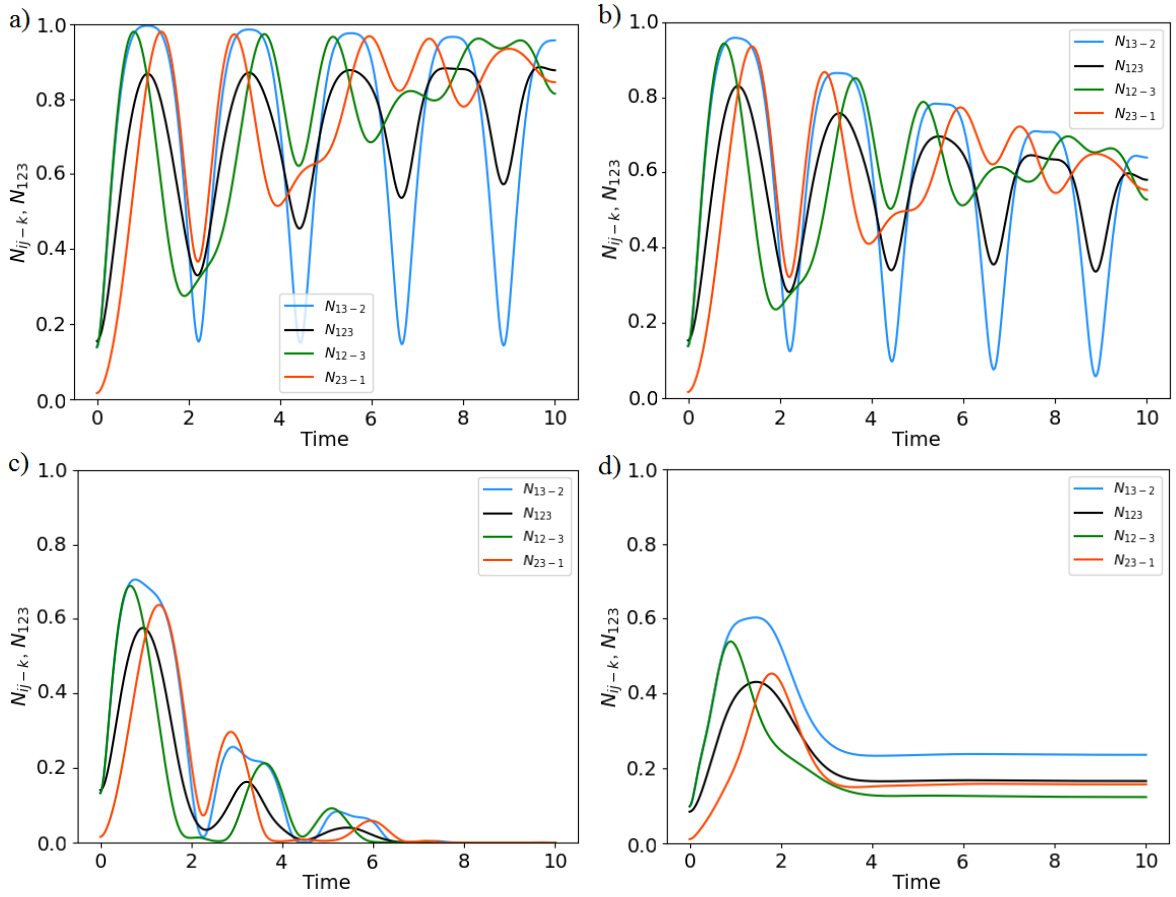 a)
1.0
0.8
0.6
0.4
0.2
0.0
N_{ij-k}, N_{123}
N_{13-2}
N_{123}
N_{12-3}
N_{23-1}
0 2 4 6 8 10
Time
b)
1.0
0.8
0.6
0.4
0.2
0.0
N_{ij-k}, N_{123}
N_{13-2}
N_{123}
N_{12-3}
N_{23-1}
0 2 4 6 8 10
Time
c)
1.0
0.8
0.6
0.4
0.2
0.0
N_{ij-k}, N_{123}
N_{13-2}
N_{123}
N_{12-3}
N_{23-1}
0 2 4 6 8 10
Time
d)
1.0
0.8
0.6
0.4
0.2
0.0
N_{ij-k}, N_{123}
N_{13-2}
N_{123}
N_{12-3}
N_{23-1}
0 2 4 6 8 10
Time